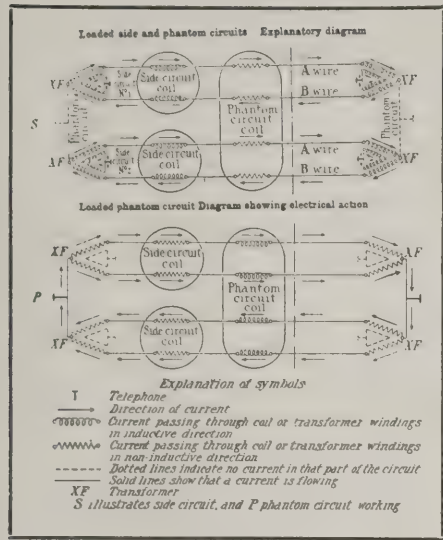 Loaded side and phantom circuits Explanatory diagram
XF
Side circuit Nº1
Side circuit coil
A wire
XF
B wire
S
Phantom circuit
Phantom circuit coil
Phantom circuit
XF
Side circuit Nº2
Side circuit coil
A wire
XF
B wire
Loaded phantom circuit Diagram showing electrical action
XF
Side circuit coil
XF
P
Phantom circuit coil
XF
Side circuit coil
XF
Explanation of symbols
T Telephone
Direction of current
Current passing through coil or transformer windings
in inductive direction
Current passing through coil or transformer windings
in non-inductive direction
Dotted lines indicate no current in that part of the circuit
Solid lines show that a current is flowing
XF Transformer
S illustrates side circuit, and P phantom circuit working